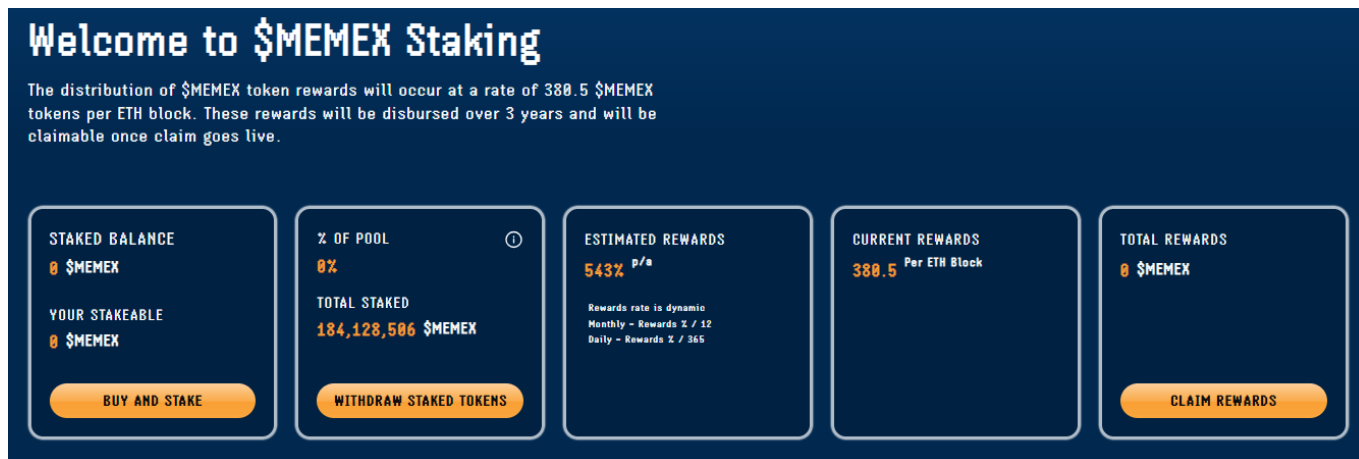 Welcome to $MEMEX Staking
The distribution of $MEMEX token rewards will occur at a rate of 380.5 $MEMEX
tokens per ETH block. These rewards will be disbursed over 3 years and will be
claimable once claim goes live.
STAKED BALANCE
0 $MEMEX
YOUR STAKEABLE
0 $MEMEX
BUY AND STAKE
% OF POOL
0%
TOTAL STAKED
184,128,506 $MEMEX
WITHDRAW STAKED TOKENS
ESTIMATED REWARDS
543% p/a
Rewards rate is dynamic
Monthly - Rewards % / 12
Daily - Rewards % / 365
CURRENT REWARDS
380.5 Per ETH Block
TOTAL REWARDS
0 $MEMEX
CLAIM REWARDS